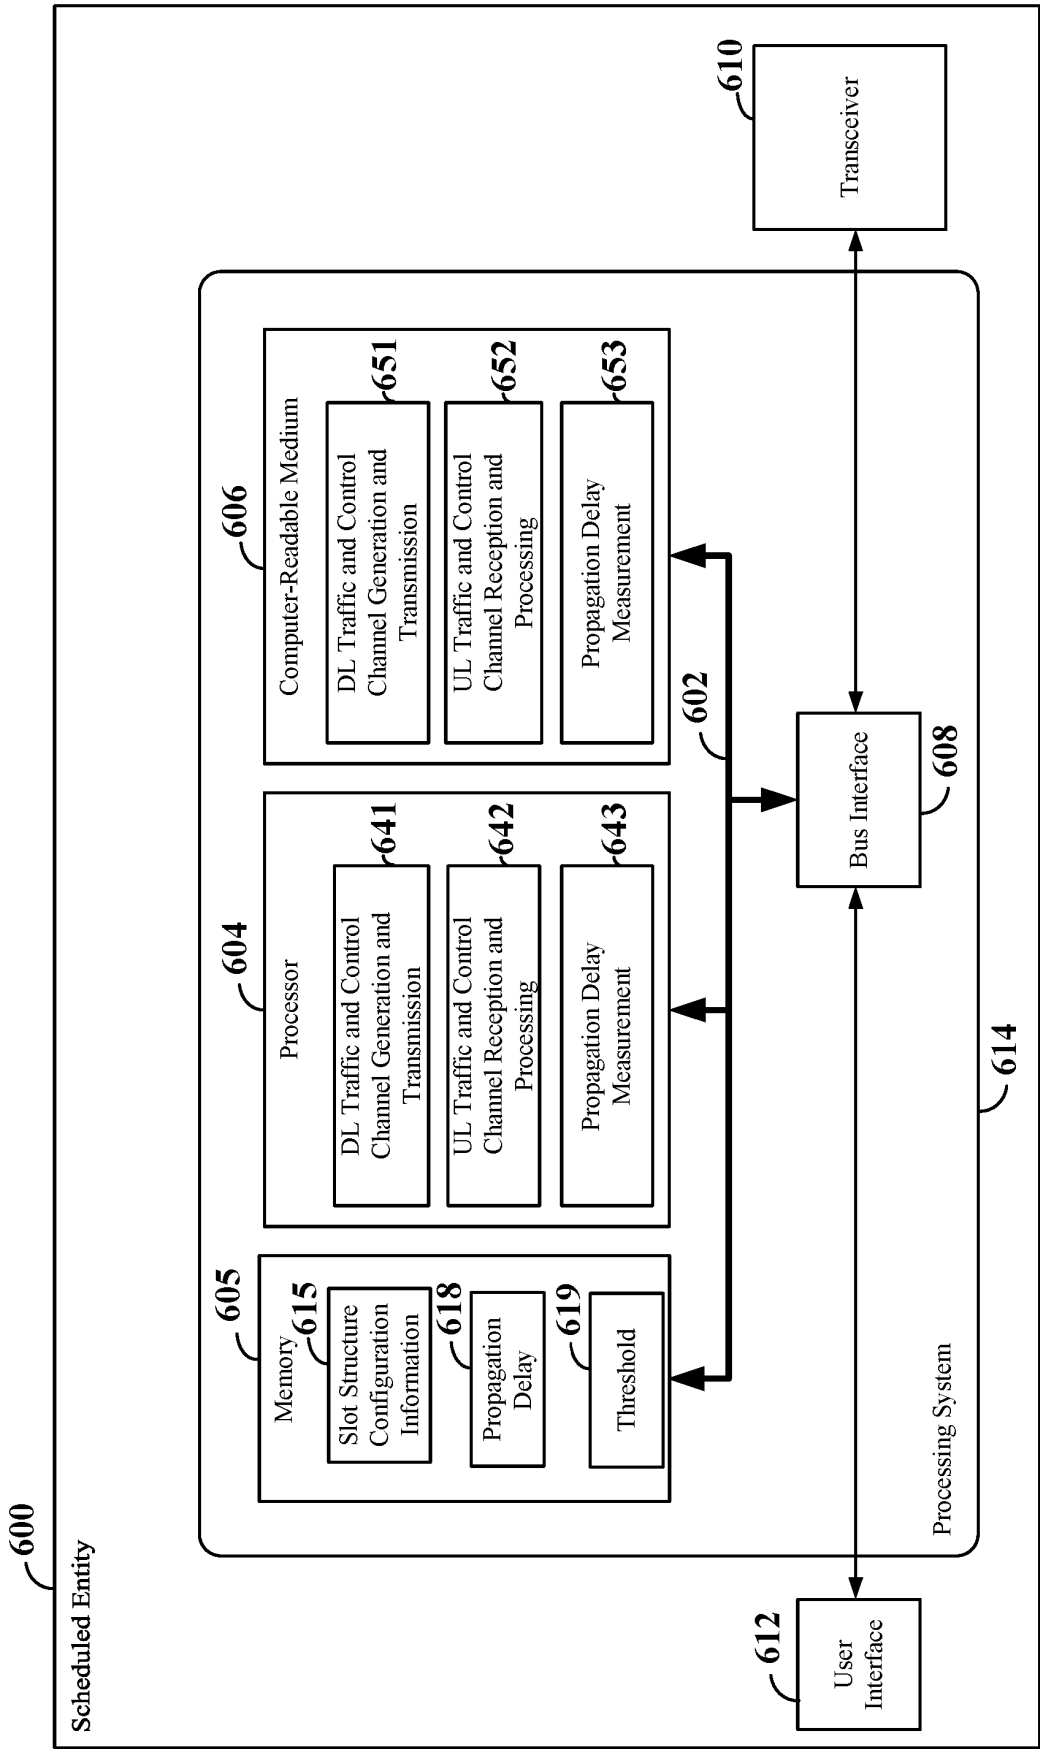 600
Scheduled Entity
605
Memory
615
Slot Structure
Configuration
Information
618
Propagation
Delay
619
Threshold
604
Processor
641
DL Traffic and Control
Channel Generation and
Transmission
642
UL Traffic and Control
Channel Reception and
Processing
643
Propagation Delay
Measurement
606
Computer-Readable Medium
651
DL Traffic and Control
Channel Generation and
Transmission
652
UL Traffic and Control
Channel Reception and
Processing
653
Propagation Delay
Measurement
602
612
User
Interface
Bus Interface
608
610
Transceiver
Processing System
614